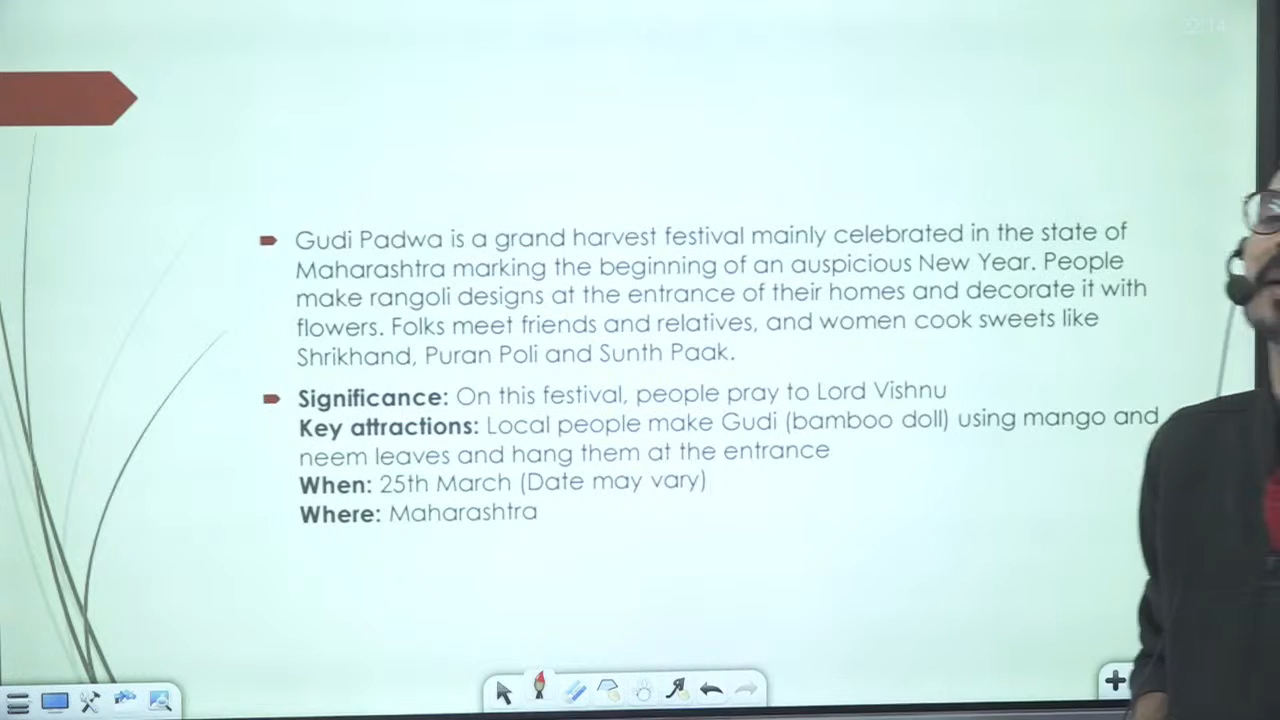 22:14
Gudi Padwa is a grand harvest festival mainly celebrated in the state of
Maharashtra marking the beginning of an auspicious New Year. People
make rangoli designs at the entrance of their homes and decorate it with
flowers. Folks meet friends and relatives, and women cook sweets like
Shrikhand, Puran Poli and Sunth Paak.
Significance: On this festival, people pray to Lord Vishnu
Key attractions: Local people make Gudi (bamboo doll) using mango and
neem leaves and hang them at the entrance
When: 25th March (Date may vary)
Where: Maharashtra